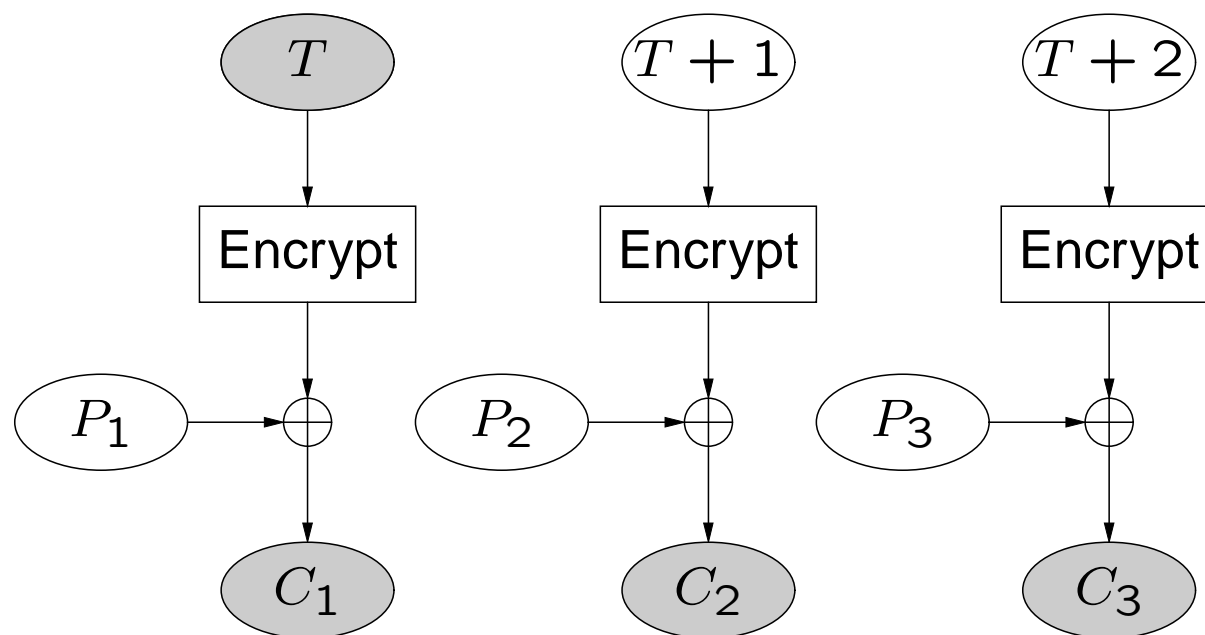 T T + 1 T + 2
Encrypt Encrypt Encrypt
P₁ P₂ P₃
C₁ C₂ C₃